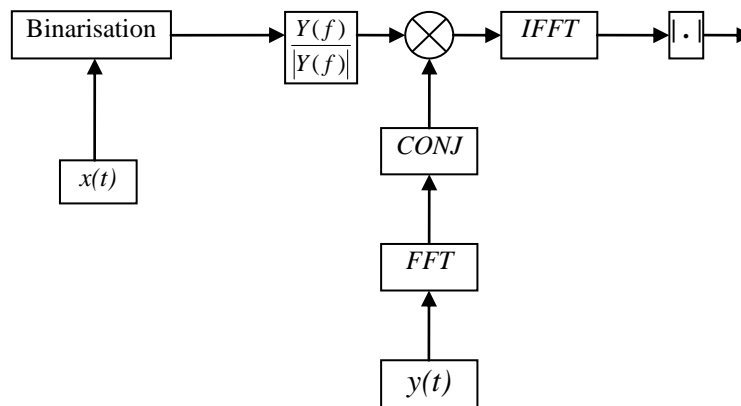 Binarisation
Y(f)
|Y(f)|
IFFT
| · |
CONJ
x(t)
FFT
y(t)